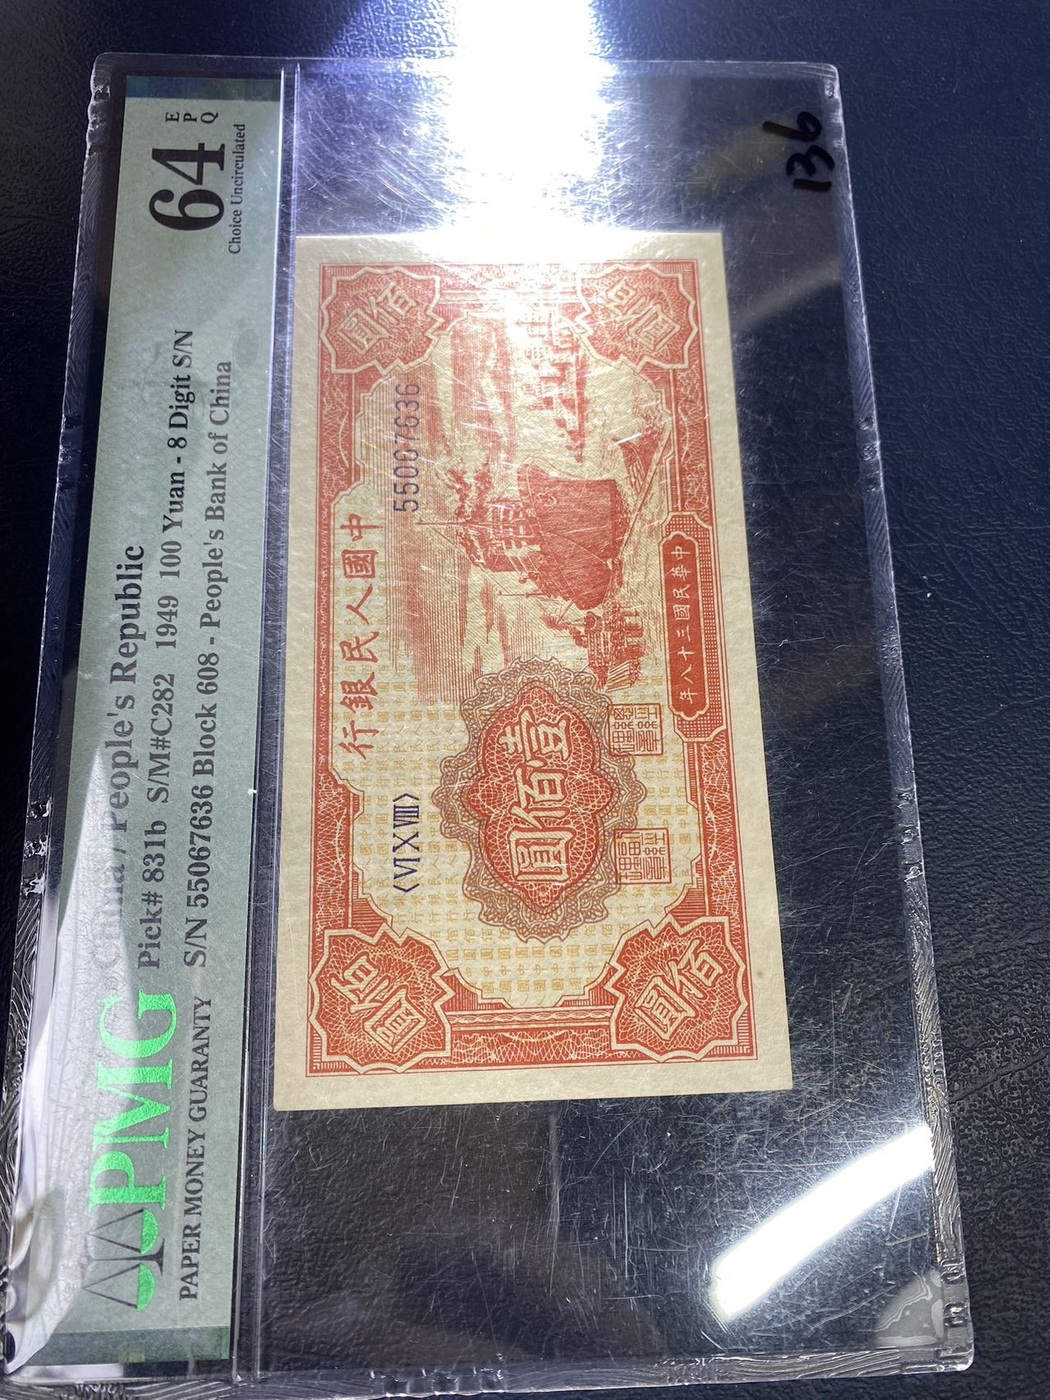 China / People's Republic
Pick# 831b S/M#C282 1949 100 Yuan - 8 Digit S/N
S/N 55067636 Block 608 - People's Bank of China
PMG
PAPER MONEY GUARANTY
64
EPQ
Choice Uncirculated
136
中國人民銀行
〈VI X VIII〉
55067636
壹佰圓
中華民國三十八年
佰圓
佰圓
佰圓
佰圓